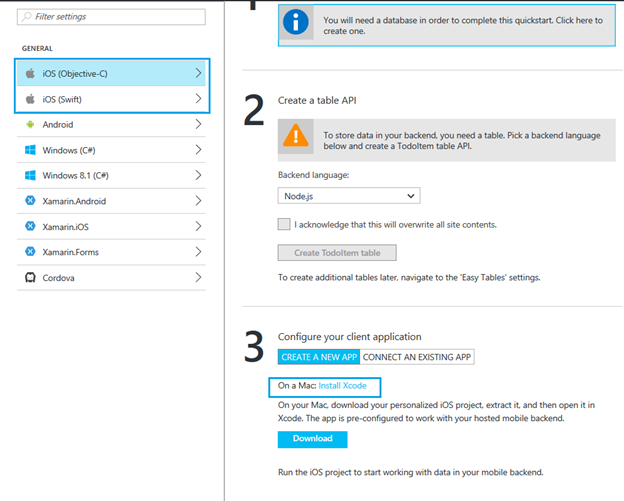 Filter settings
GENERAL
iOS (Objective-C)
iOS (Swift)
Android
Windows (C#)
Windows 8.1 (C#)
Xamarin.Android
Xamarin.iOS
Xamarin.Forms
Cordova
You will need a database in order to complete this quickstart. Click here to
create one.
2
Create a table API
To store data in your backend, you need a table. Pick a backend language
below and create a TodoItem table API.
Backend language:
Node.js
I acknowledge that this will overwrite all site contents.
Create TodoItem table
To create additional tables later, navigate to the 'Easy Tables' settings.
3
Configure your client application
CREATE A NEW APP CONNECT AN EXISTING APP
On a Mac: Install Xcode
On your Mac, download your personalized iOS project, extract it, and then open it in
Xcode. The app is pre-configured to work with your hosted mobile backend.
Download
Run the iOS project to start working with data in your mobile backend.